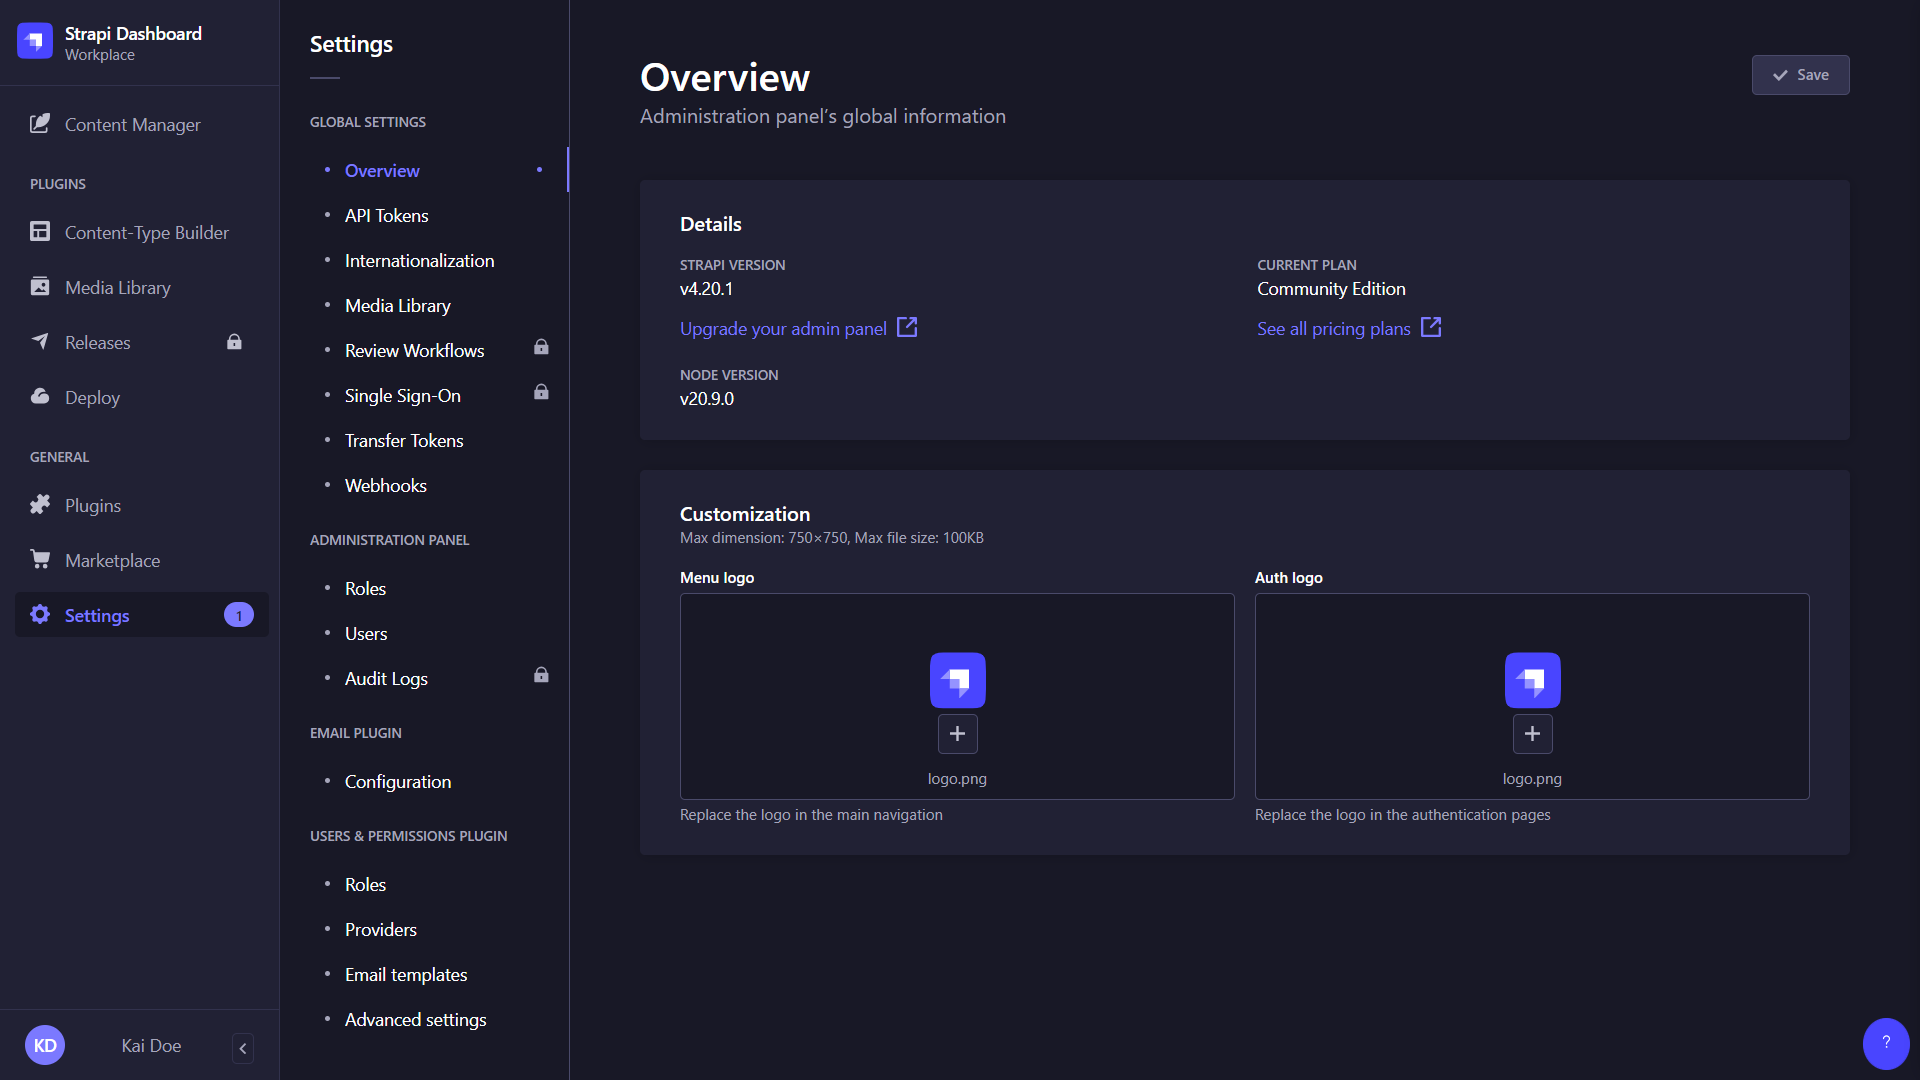 Strapi Dashboard
Workplace
Content Manager
PLUGINS
Content-Type Builder
Media Library
Releases
Deploy
GENERAL
Plugins
Marketplace
Settings
1
KD
Kai Doe
Settings
GLOBAL SETTINGS
Overview
API Tokens
Internationalization
Media Library
Review Workflows
Single Sign-On
Transfer Tokens
Webhooks
ADMINISTRATION PANEL
Roles
Users
Audit Logs
EMAIL PLUGIN
Configuration
USERS & PERMISSIONS PLUGIN
Roles
Providers
Email templates
Advanced settings
Overview
Administration panel’s global information
Save
Details
STRAPI VERSION
v4.20.1
Upgrade your admin panel
CURRENT PLAN
Community Edition
See all pricing plans
NODE VERSION
v20.9.0
Customization
Max dimension: 750×750, Max file size: 100KB
Menu logo
logo.png
Replace the logo in the main navigation
Auth logo
logo.png
Replace the logo in the authentication pages
?